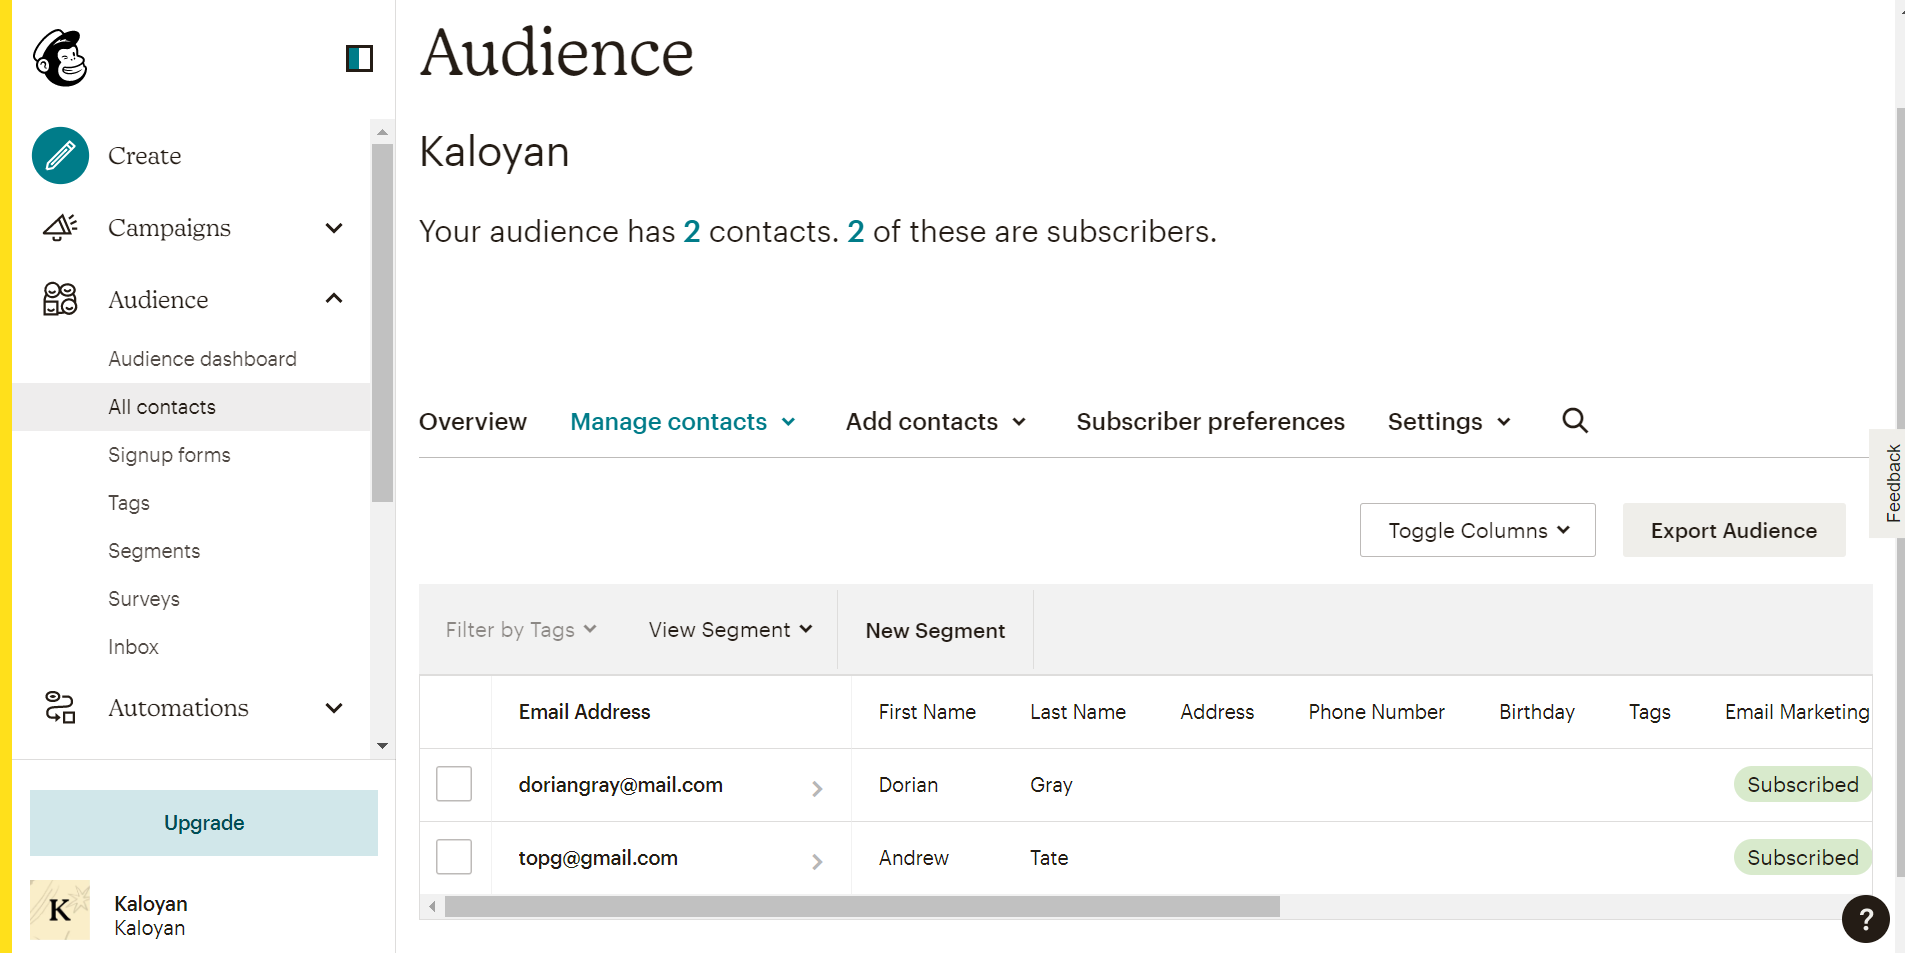 Create
Campaigns
Audience
Audience dashboard
All contacts
Signup forms
Tags
Segments
Surveys
Inbox
Automations
Upgrade
K
Kaloyan
Kaloyan
Audience
Kaloyan
Your audience has 2 contacts. 2 of these are subscribers.
Overview Manage contacts Add contacts Subscriber preferences Settings
Toggle Columns Export Audience
Filter by Tags View Segment New Segment
Email Address First Name Last Name Address Phone Number Birthday Tags Email Marketing
doriangray@mail.com Dorian Gray Subscribed
topg@gmail.com Andrew Tate Subscribed
Feedback
?